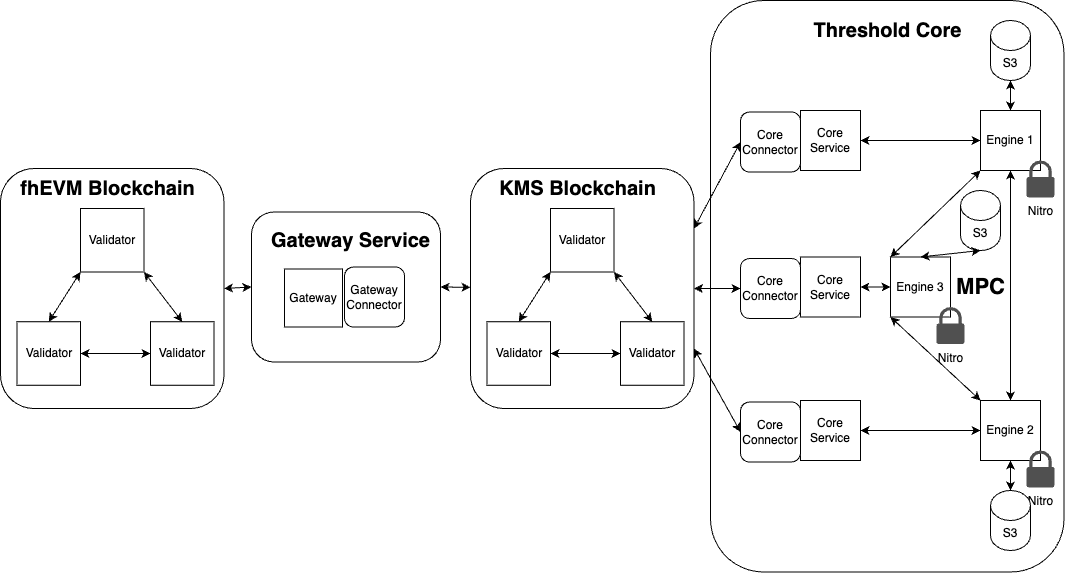 Threshold Core
S3
Core
Connector
Core
Service
Engine 1
Nitro
fhEVM Blockchain
Validator
Validator
Validator
Gateway Service
Gateway
Gateway
Connector
KMS Blockchain
Validator
Validator
Validator
S3
Core
Connector
Core
Service
Engine 3
MPC
Nitro
Core
Connector
Core
Service
Engine 2
Nitro
S3